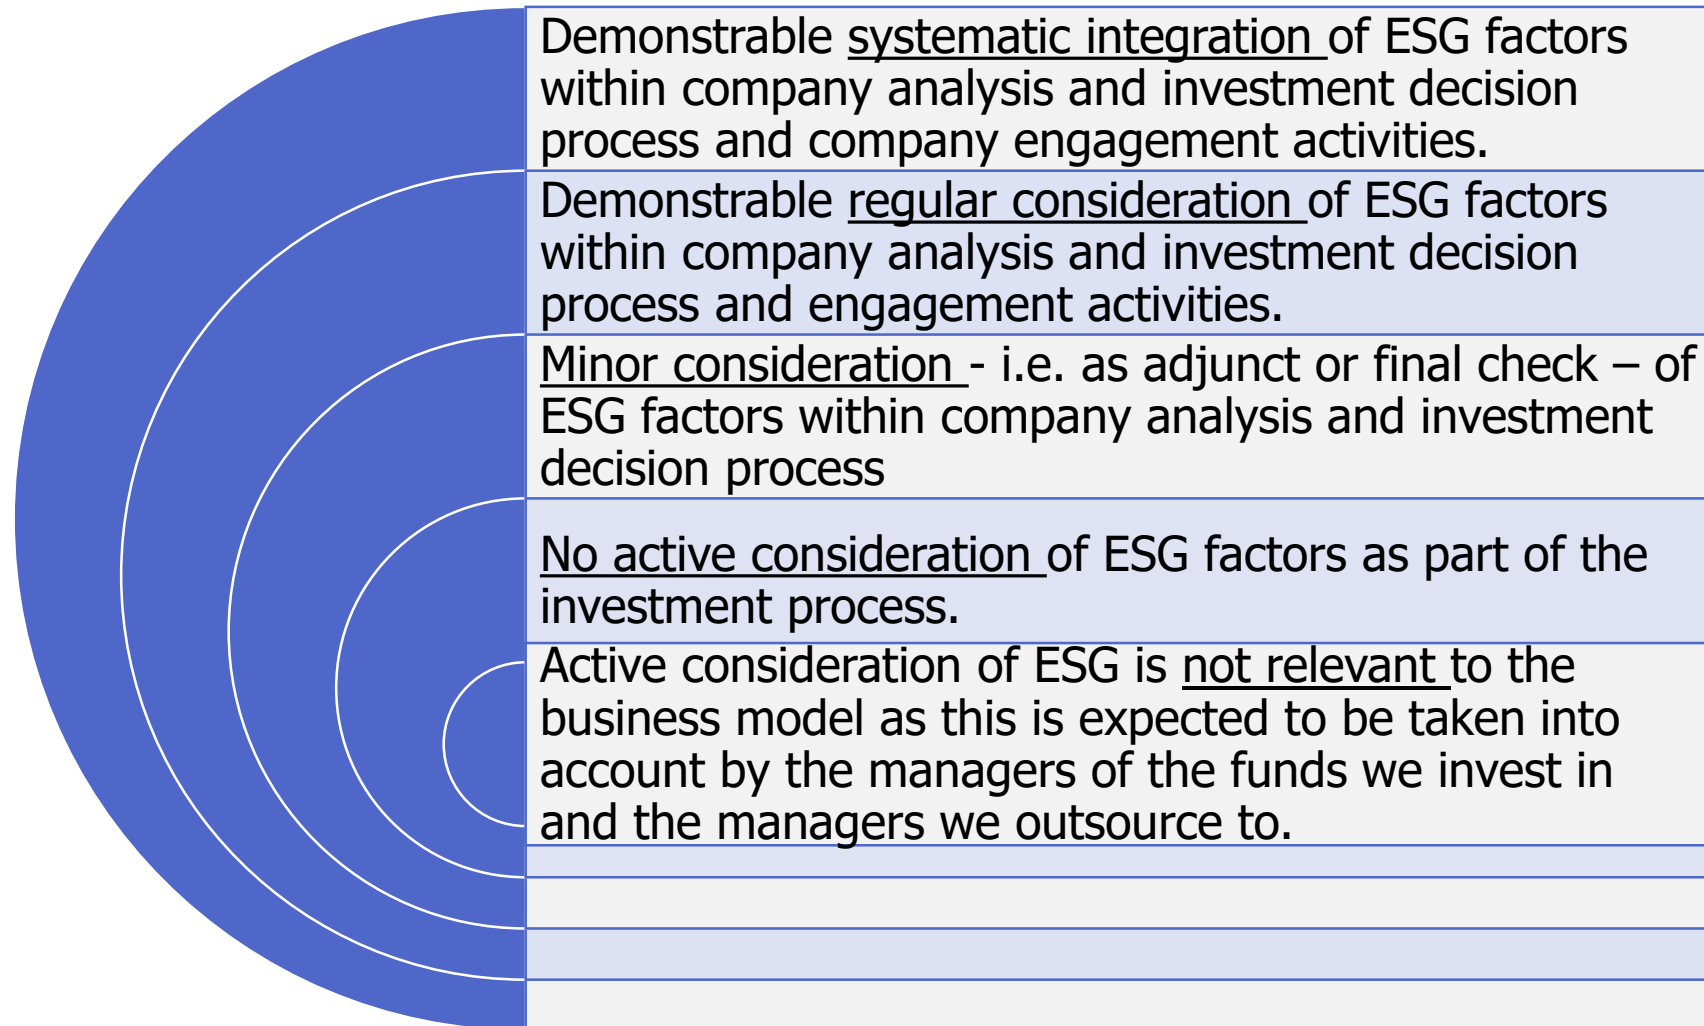 Demonstrable systematic integration of ESG factors
within company analysis and investment decision
process and company engagement activities.
Demonstrable regular consideration of ESG factors
within company analysis and investment decision
process and engagement activities.
Minor consideration - i.e. as adjunct or final check – of
ESG factors within company analysis and investment
decision process
No active consideration of ESG factors as part of the
investment process.
Active consideration of ESG is not relevant to the
business model as this is expected to be taken into
account by the managers of the funds we invest in
and the managers we outsource to.